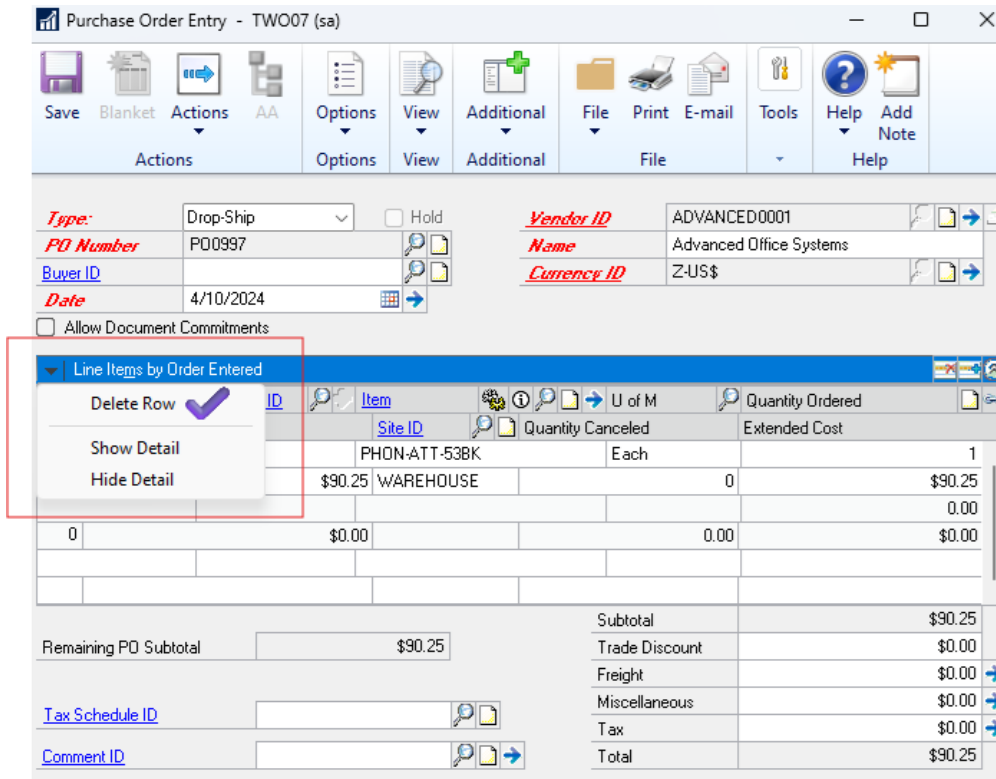 Purchase Order Entry - TWO07 (sa)
Save Blanket Actions AA Options View Additional File Print E-mail Tools Help Add Note
Actions Options View Additional File Help
Type: Drop-Ship Hold Vendor ID ADVANCED0001
PO Number PO0997 Name Advanced Office Systems
Buyer ID Currency ID Z-US$
Date 4/10/2024
Allow Document Commitments
Line Items by Order Entered
Delete Row ID Item U of M Quantity Ordered
Site ID Quantity Canceled Extended Cost
Show Detail PHON-ATT-53BK Each 1
Hide Detail $90.25 WAREHOUSE 0 $90.25
0.00
0 $0.00 0.00 $0.00
Subtotal $90.25
Remaining PO Subtotal $90.25 Trade Discount $0.00
Freight $0.00
Miscellaneous $0.00
Tax Schedule ID Tax $0.00
Comment ID Total $90.25